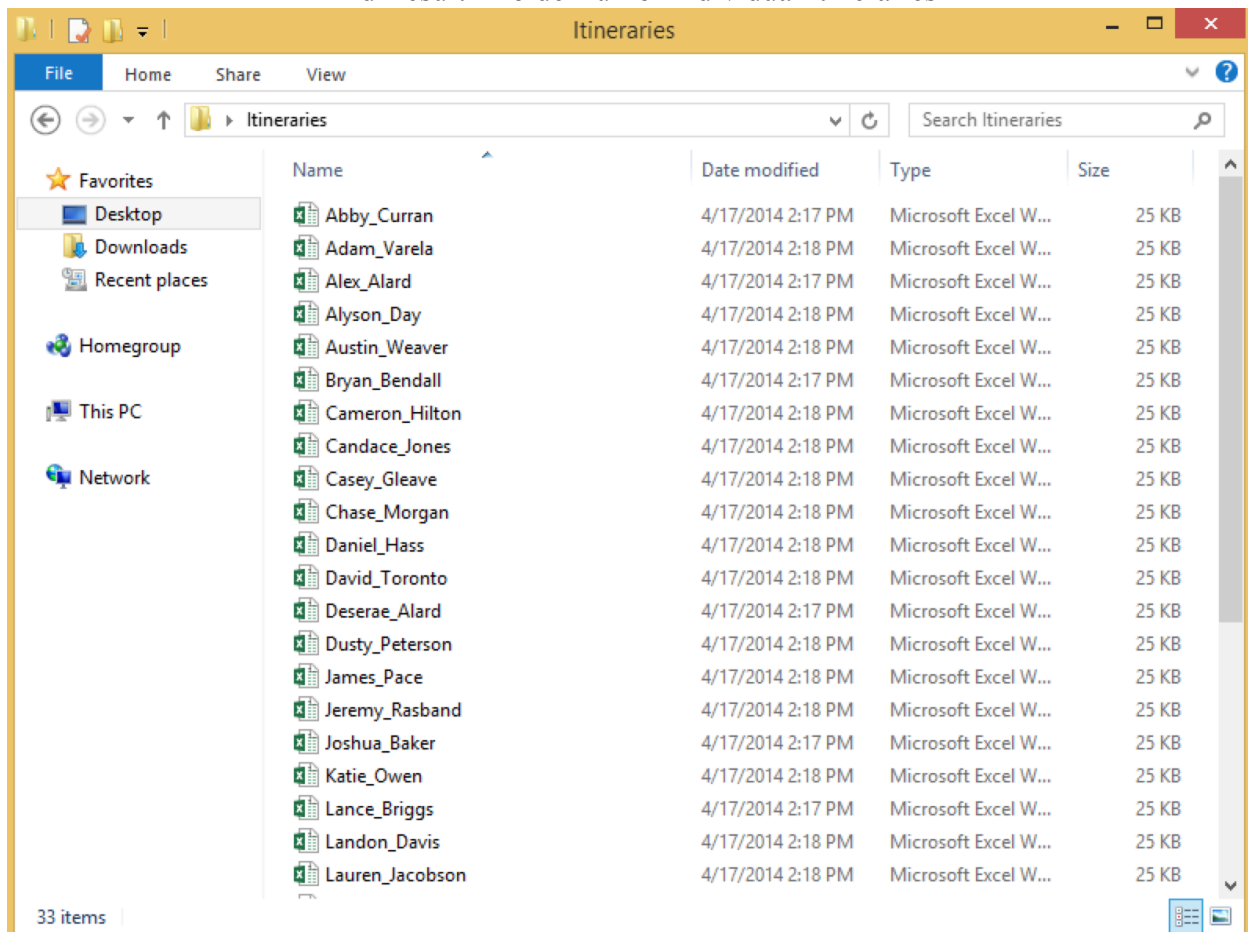 Itineraries
File Home Share View
Itineraries Search Itineraries
Name Date modified Type Size
Favorites
Desktop
Downloads
Recent places
Homegroup
This PC
Network
Abby_Curran 4/17/2014 2:17 PM Microsoft Excel W... 25 KB
Adam_Varela 4/17/2014 2:18 PM Microsoft Excel W... 25 KB
Alex_Alard 4/17/2014 2:17 PM Microsoft Excel W... 25 KB
Alyson_Day 4/17/2014 2:18 PM Microsoft Excel W... 25 KB
Austin_Weaver 4/17/2014 2:18 PM Microsoft Excel W... 25 KB
Bryan_Bendall 4/17/2014 2:17 PM Microsoft Excel W... 25 KB
Cameron_Hilton 4/17/2014 2:18 PM Microsoft Excel W... 25 KB
Candace_Jones 4/17/2014 2:18 PM Microsoft Excel W... 25 KB
Casey_Gleave 4/17/2014 2:18 PM Microsoft Excel W... 25 KB
Chase_Morgan 4/17/2014 2:18 PM Microsoft Excel W... 25 KB
Daniel_Hass 4/17/2014 2:18 PM Microsoft Excel W... 25 KB
David_Toronto 4/17/2014 2:18 PM Microsoft Excel W... 25 KB
Deserae_Alard 4/17/2014 2:17 PM Microsoft Excel W... 25 KB
Dusty_Peterson 4/17/2014 2:18 PM Microsoft Excel W... 25 KB
James_Pace 4/17/2014 2:18 PM Microsoft Excel W... 25 KB
Jeremy_Rasband 4/17/2014 2:18 PM Microsoft Excel W... 25 KB
Joshua_Baker 4/17/2014 2:17 PM Microsoft Excel W... 25 KB
Katie_Owen 4/17/2014 2:18 PM Microsoft Excel W... 25 KB
Lance_Briggs 4/17/2014 2:17 PM Microsoft Excel W... 25 KB
Landon_Davis 4/17/2014 2:18 PM Microsoft Excel W... 25 KB
Lauren_Jacobson 4/17/2014 2:18 PM Microsoft Excel W... 25 KB
33 items